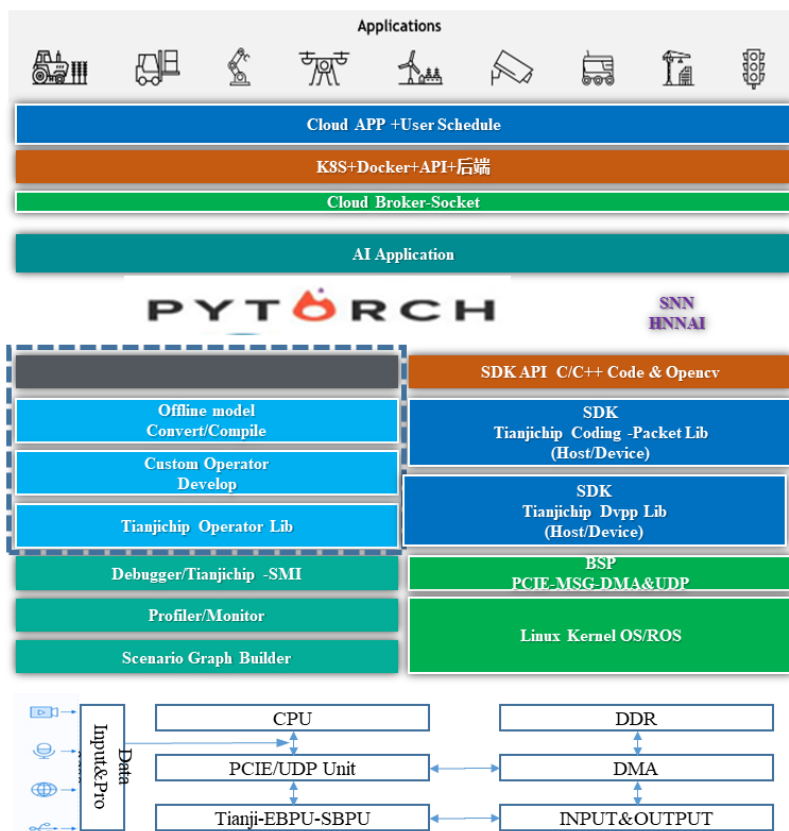 Applications
Cloud APP +User Schedule
K8S+Docker+API+后端
Cloud Broker-Socket
AI Application
PYTORCH
SNN
HNNAI
SDK API C/C++ Code & Opencv
Offline model
Convert/Compile
SDK
Tianjichip Coding -Packet Lib
(Host/Device)
Custom Operator
Develop
SDK
Tianjichip Dvpp Lib
(Host/Device)
Tianjichip Operator Lib
Debugger/Tianjichip -SMI
BSP
PCIE-MSG-DMA&UDP
Profiler/Monitor
Linux Kernel OS/ROS
Scenario Graph Builder
Data
Input&Pro
CPU
DDR
PCIE/UDP Unit
DMA
Tianji-EBPU-SBPU
INPUT&OUTPUT